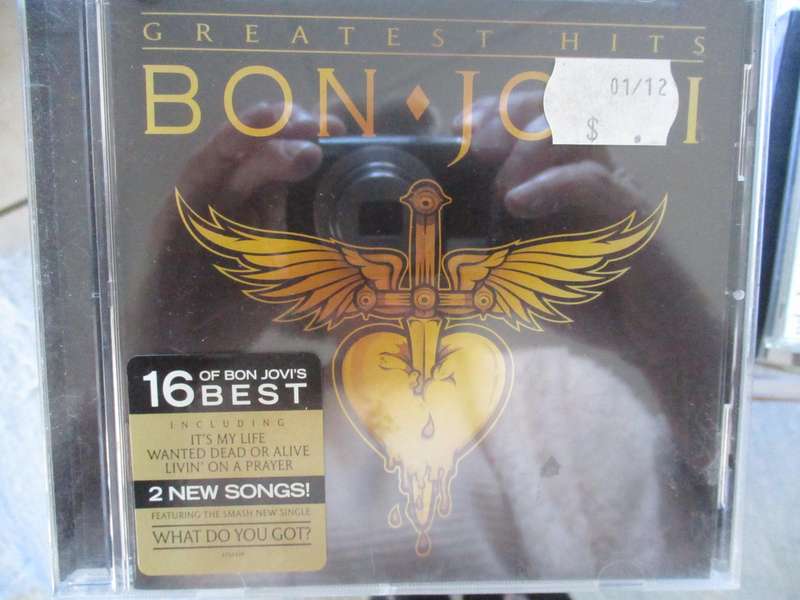 GREATEST HITS
BON JO I
01/12
$ .
16 OF BON JOVI'S
BEST
INCLUDING
IT'S MY LIFE
WANTED DEAD OR ALIVE
LIVIN' ON A PRAYER
2 NEW SONGS!
FEATURING THE SMASH NEW SINGLE
WHAT DO YOU GOT?